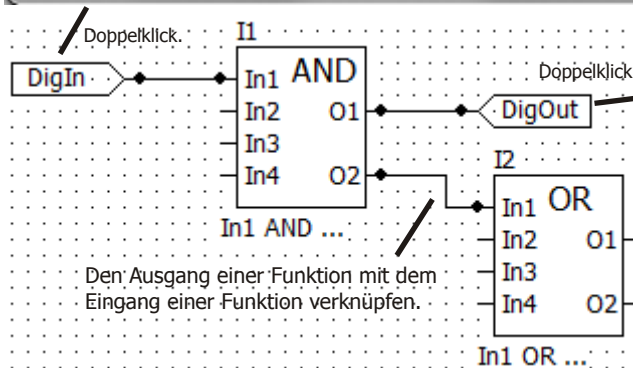 Doppelklick.
I1
DigIn
In1 AND
Doppelklick
In2 O1
DigOut
In3
In4 O2
I2
In1 OR
In1 AND ...
In2 O1
Den Ausgang einer Funktion mit dem
Eingang einer Funktion verknüpfen.
In3
In4 O2
In1 OR ...